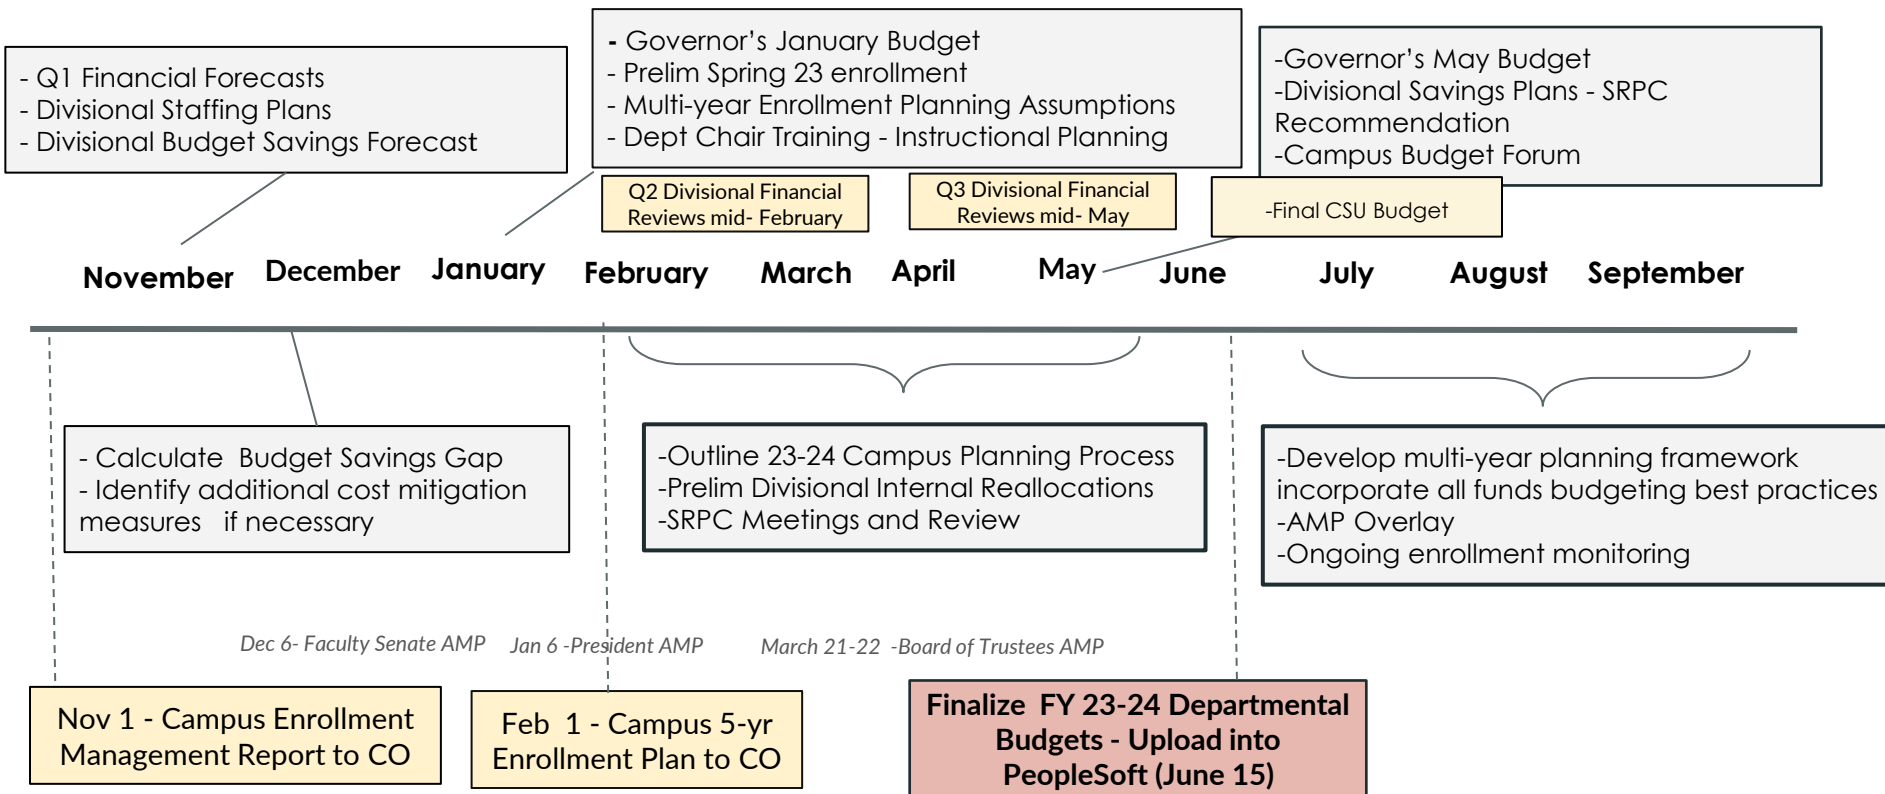 - Q1 Financial Forecasts
- Divisional Staffing Plans
- Divisional Budget Savings Forecast
- Governor’s January Budget
- Prelim Spring 23 enrollment
- Multi-year Enrollment Planning Assumptions
- Dept Chair Training - Instructional Planning
-Governor’s May Budget
-Divisional Savings Plans - SRPC
Recommendation
-Campus Budget Forum
Q2 Divisional Financial
Reviews mid- February
Q3 Divisional Financial
Reviews mid- May
-Final CSU Budget
November December January February March April May June July August September
- Calculate  Budget Savings Gap
- Identify additional cost mitigation
measures   if necessary
-Outline 23-24 Campus Planning Process
-Prelim Divisional Internal Reallocations
-SRPC Meetings and Review
-Develop multi-year planning framework
incorporate all funds budgeting best practices
-AMP Overlay
-Ongoing enrollment monitoring
Dec 6- Faculty Senate AMP
Jan 6 -President AMP
March 21-22  -Board of Trustees AMP
Nov 1 - Campus Enrollment
Management Report to CO
Feb  1 - Campus 5-yr
Enrollment Plan to CO
Finalize  FY 23-24 Departmental
Budgets - Upload into
PeopleSoft (June 15)